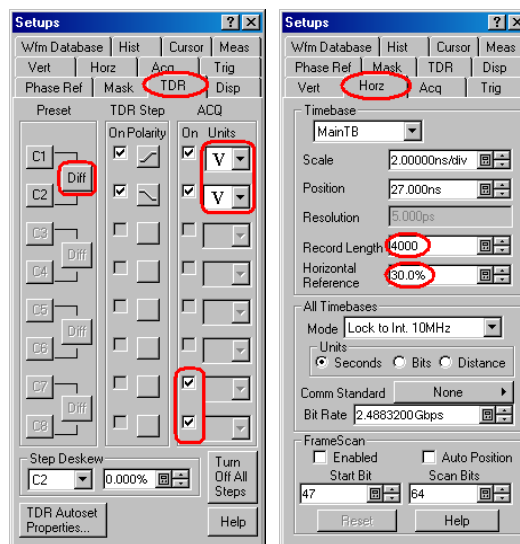 Setups
Wfm Database Hist Cursor Meas
Vert Horz Acq Trig
Phase Ref Mask TDR Disp
Preset TDR Step ACQ
On Polarity On Units
C1 V
Diff
C2 V
C3
Diff
C4
C5
Diff
C6
C7
Diff
C8
Step Deskew
C2 0.000%
Turn
Off All
Steps
TDR Autoset
Properties...
Help
Setups
Wfm Database Hist Cursor Meas
Phase Ref Mask TDR Disp
Vert Horz Acq Trig
Timebase
MainTB
Scale 2.00000ns/div
Position 27.000ns
Resolution 5.000ps
Record Length 4000
Horizontal
Reference 30.0%
All Timebases
Mode Lock to Int. 10MHz
Units
Seconds Bits Distance
Comm Standard None
Bit Rate 2.4883200Gbps
FrameScan
Enabled Auto Position
Start Bit Scan Bits
47 64
Reset Help